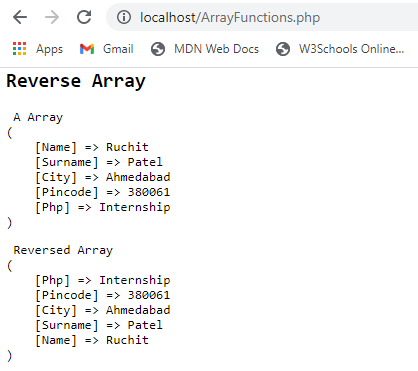 localhost/ArrayFunctions.php
Apps Gmail MDN Web Docs W3Schools Online...
Reverse Array
A Array
(
[Name] => Ruchit
[Surname] => Patel
[City] => Ahmedabad
[Pincode] => 380061
[Php] => Internship
)
Reversed Array
(
[Php] => Internship
[Pincode] => 380061
[City] => Ahmedabad
[Surname] => Patel
[Name] => Ruchit
)